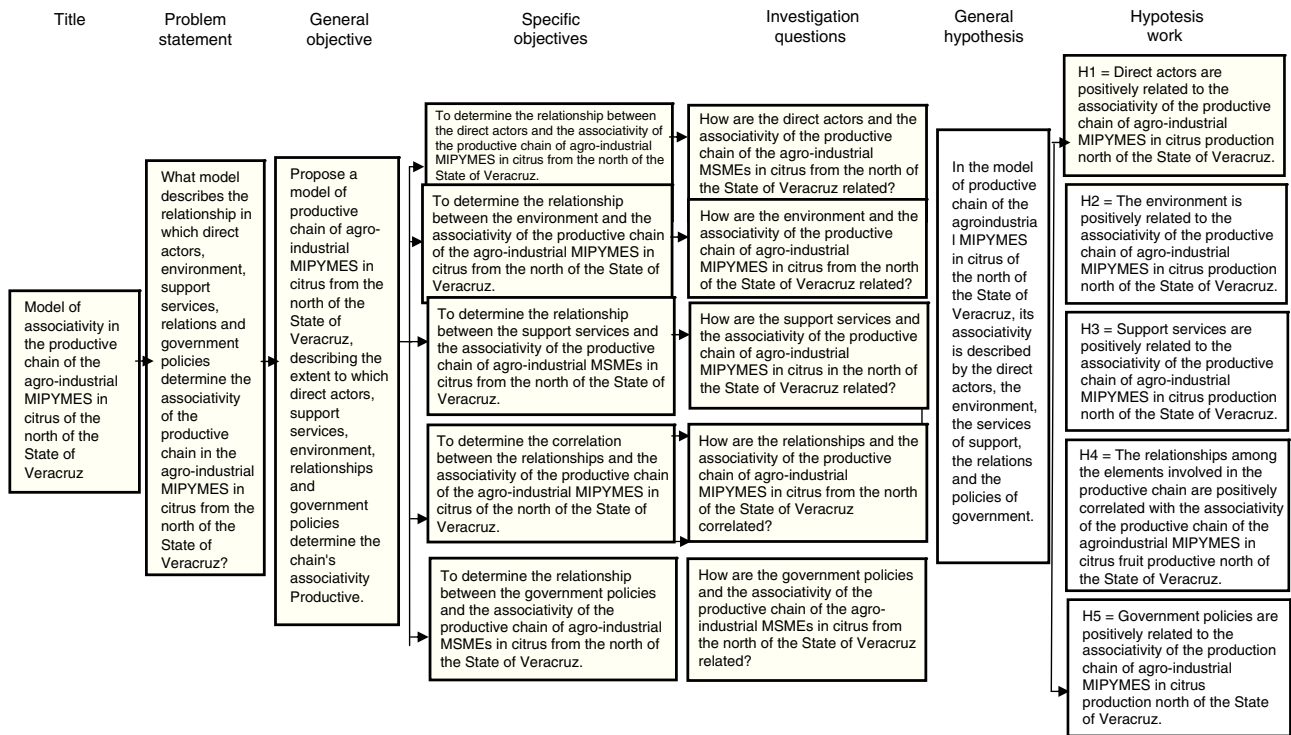 Title
Problem
statement
General
objective
Specific
objectives
Investigation
questions
General
hypothesis
Hypotesis
work
Model of
associativity in
the productive
chain of the
agro-industrial
MIPYMES in
citrus of the
north of the
State of
Veracruz
What model
describes the
relationship in
which direct
actors,
environment,
support
services,
relations and
government
policies
determine the
associativity
of the
productive
chain in the
agro-industrial
MIPYMES in
citrus from the
north of the
State of
Veracruz?
Propose a
model of
productive
chain of agro-
industrial
MIPYMES in
citrus from the
north of the
State of
Veracruz,
describing the
extent to which
direct actors,
support
services,
environment,
relationships
and
government
policies
determine the
chain's
associativity
Productive.
To determine the relationship between
the direct actors and the associativity of
the productive chain of agro-industrial
MIPYMES in citrus from the north of the
State of Veracruz.
To determine the relationship
between the environment and the
associativity of the productive chain
of the agro-industrial MIPYMES in
citrus from the north of the State of
Veracruz.
To determine the relationship
between the support services and
the associativity of the productive
chain of agro-industrial MSMEs in
citrus from the north of the State of
Veracruz.
To determine the correlation
between the relationships and the
associativity of the productive chain
of the agro-industrial MIPYMES in
citrus of the north of the State of
Veracruz.
To determine the relationship
between the government policies
and the associativity of the
productive chain of agro-industrial
MSMEs in citrus from the north of
the State of Veracruz.
How are the direct actors and the
associativity of the productive
chain of the agro-industrial
MSMEs in citrus from the north of
the State of Veracruz related?
How are the environment and the
associativity of the productive
chain of agro-industrial
MIPYMES in citrus from the north
of the State of Veracruz related?
How are the support services and
the associativity of the productive
chain of agro-industrial
MIPYMES in citrus in the north of
the State of Veracruz related?
How are the relationships and the
associativity of the productive
chain of agro-industrial
MIPYMES in citrus from the north
of the State of Veracruz
correlated?
How are the government policies
and the associativity of the
productive chain of the agro-
industrial MSMEs in citrus from
the north of the State of Veracruz
related?
In the model
of productive
chain of the
agroindustria
l MIPYMES
in citrus of
the north of
the State of
Veracruz, its
associativity
is described
by the direct
actors, the
environment,
the services
of support,
the relations
and the
policies of
government.
H1 = Direct actors are
positively related to the
associativity of the productive
chain of agro-industrial
MIPYMES in citrus production
north of the State of Veracruz.
H2 = The environment is
positively related to the
associativity of the productive
chain of agro-industrial
MIPYMES in citrus production
north of the State of Veracruz.
H3 = Support services are
positively related to the
associativity of the productive
chain of agro-industrial
MIPYMES in citrus production
north of the State of Veracruz.
H4 = The relationships among
the elements involved in the
productive chain are positively
correlated with the associativity
of the productive chain of the
agroindustrial MIPYMES in
citrus fruit productive north of
the State of Veracruz.
H5 = Government policies are
positively related to the
associativity of the production
chain of agro-industrial
MIPYMES in citrus
production north of the State
of Veracruz.